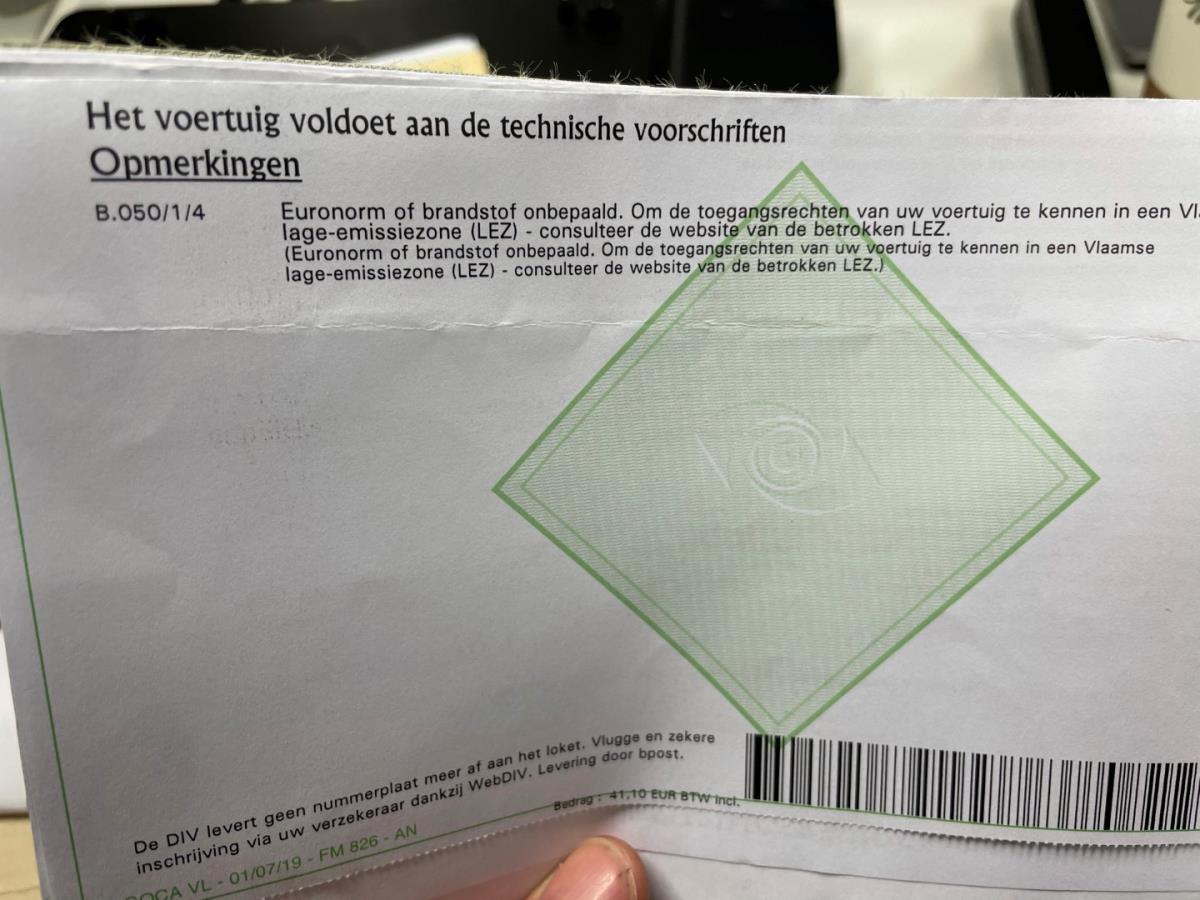 Het voertuig voldoet aan de technische voorschriften
Opmerkingen
B.050/1/4 Euronorm of brandstof onbepaald. Om de toegangsrechten van uw voertuig te kennen in een
lage-emissiezone (LEZ) - consulteer de website van de betrokken LEZ.
(Euronorm of brandstof onbepaald. Om de toegangsrechten van uw voertuig te kennen in een Vlaamse
lage-emissiezone (LEZ) - consulteer de website van de betrokken LEZ.)
De DIV levert geen nummerplaat meer af aan het loket. Vlugge en zekere
inschrijving via uw verzekeraar dankzij WebDIV. Levering door bpost.
Bedrag : 41,10 EUR BTW incl.
VL - 01/07/19 - FM 826 - AN